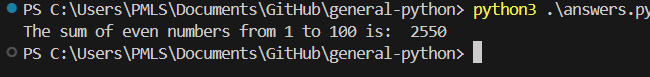 PS C:\Users\PMLS\Documents\GitHub\general-python> python3 .\answers.py
The sum of even numbers from 1 to 100 is:  2550
PS C:\Users\PMLS\Documents\GitHub\general-python>